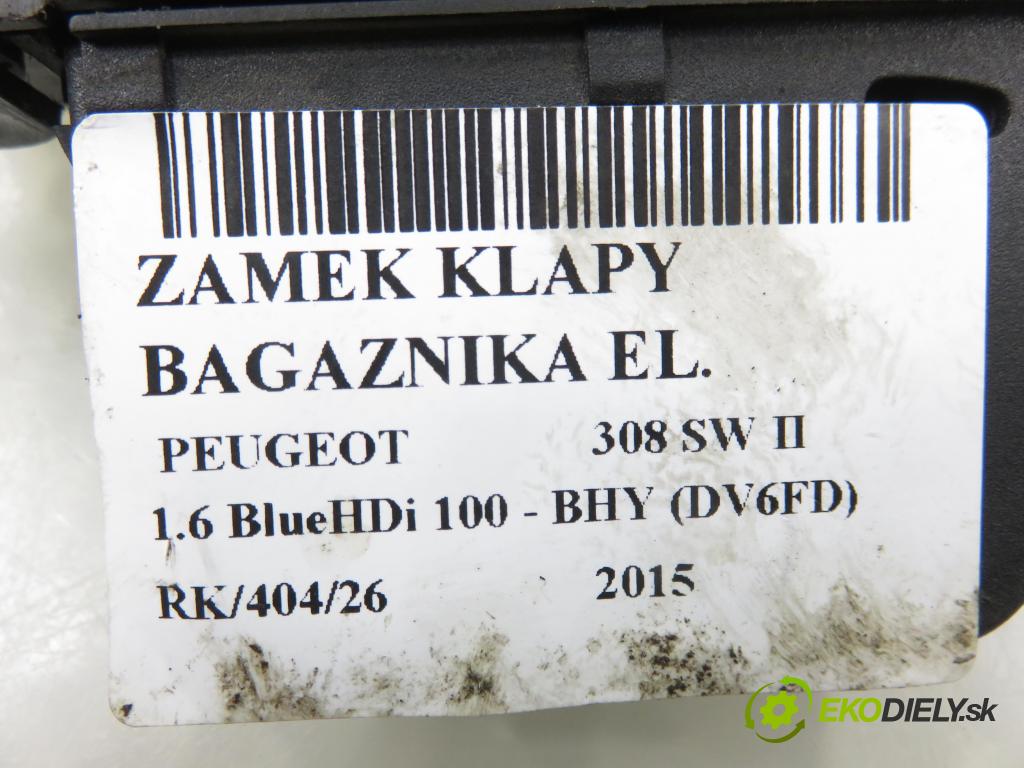 ZAMEK KLAPY
BAGAZNIKA EL.
PEUGEOT 308 SW II
1.6 BlueHDi 100 - BHY (DV6FD)
RK/404/26 2015
EKODIELY.sk